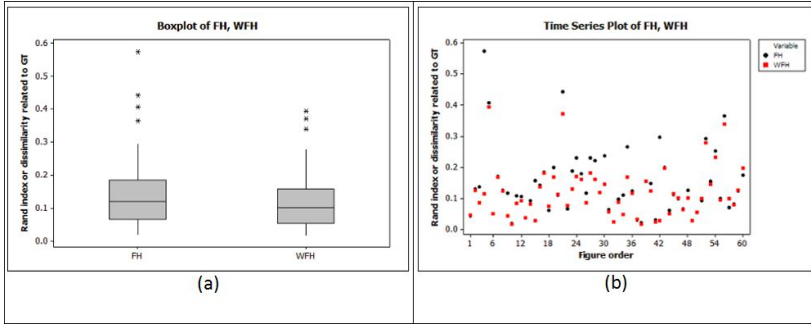 Boxplot of FH, WFH
Rand index or dissimilarity related to GT
0.6
0.5
0.4
0.3
0.2
0.1
0.0
FH
WFH
(a)
Time Series Plot of FH, WFH
Rand index or dissimilarity related to GT
0.6
0.5
0.4
0.3
0.2
0.1
0.0
1 6 12 18 24 30 36 42 48 54 60
Figure order
Variable
FH
WFH
(b)